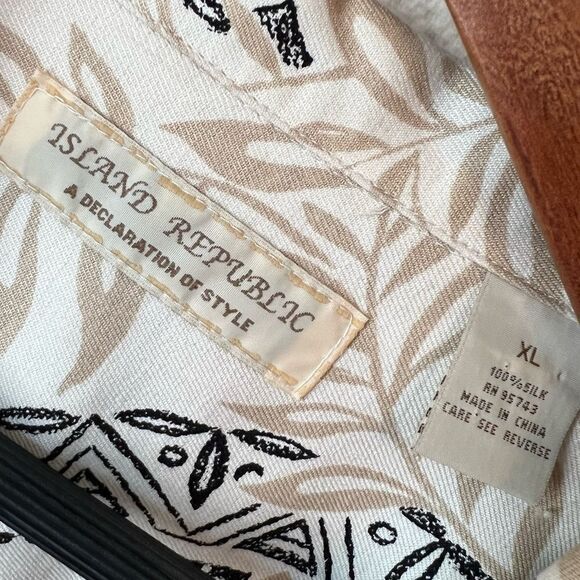 ISLAND REPUBLIC
A DECLARATION OF STYLE
XL
100%SILK
RN 95743
MADE IN CHINA
CARE SEE REVERSE